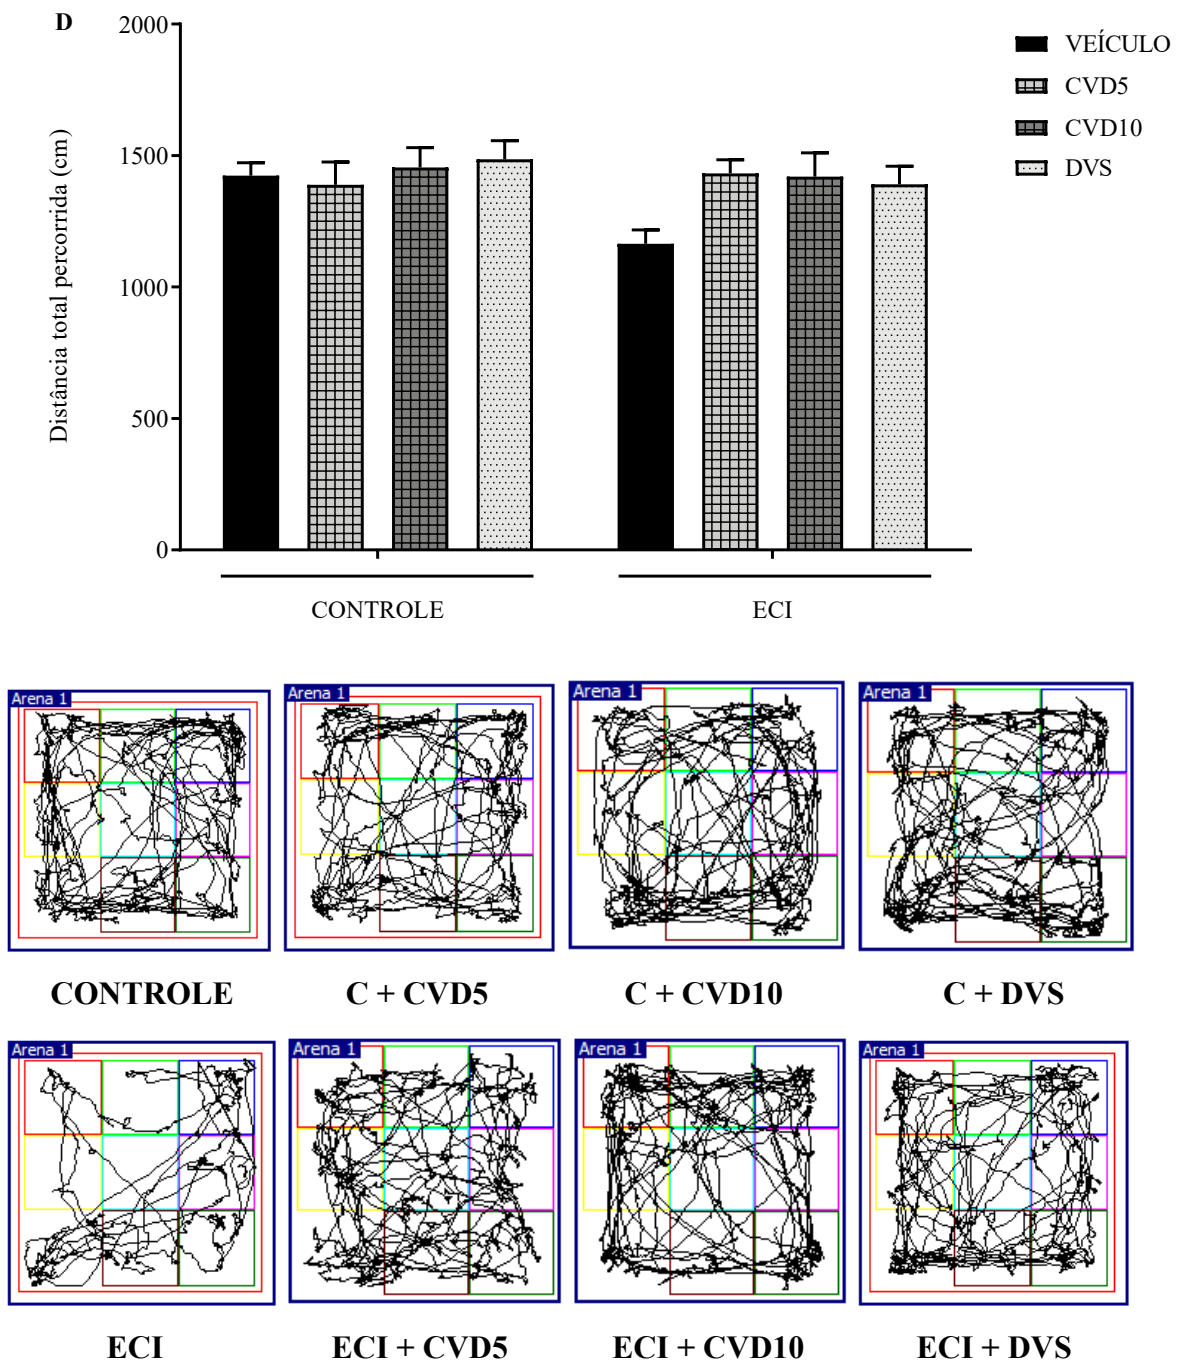 D
2000
1500
1000
500
0
Distância total percorrida (cm)
VEÍCULO
CVD5
CVD10
DVS
CONTROLE
ECI
Arena 1
Arena 1
Arena 1
Arena 1
CONTROLE
C + CVD5
C + CVD10
C + DVS
Arena 1
Arena 1
Arena 1
Arena 1
ECI
ECI + CVD5
ECI + CVD10
ECI + DVS